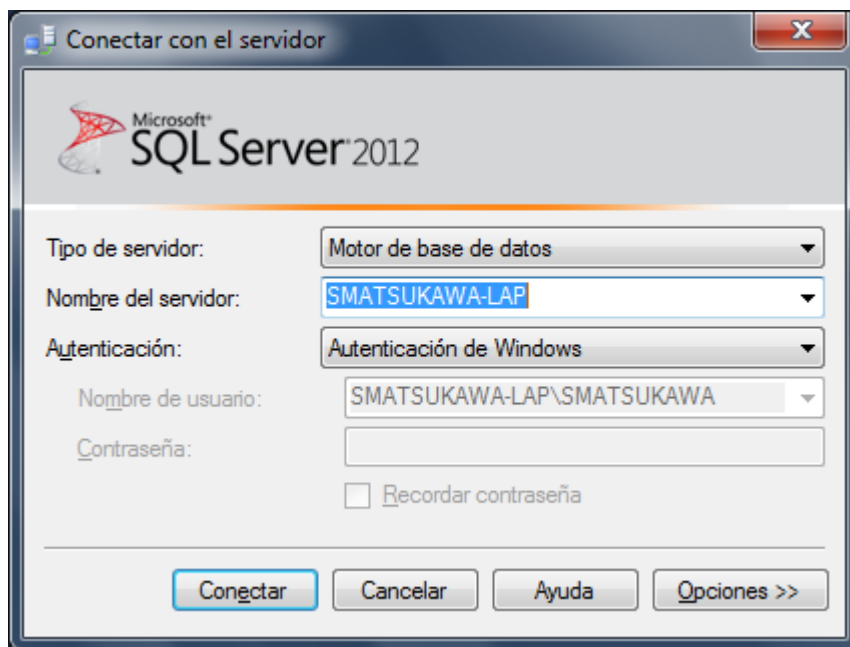 Conectar con el servidor
Microsoft®
SQL Server® 2012
Tipo de servidor: Motor de base de datos
Nombre del servidor: SMATSUKAWA-LAP
Autenticación: Autenticación de Windows
Nombre de usuario: SMATSUKAWA-LAP\SMATSUKAWA
Contraseña:
Recordar contraseña
Conectar Cancelar Ayuda Opciones >>